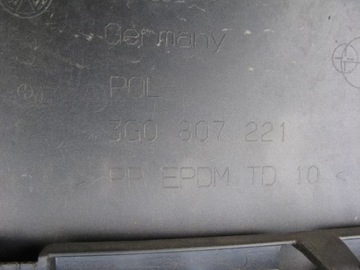 Germany
POL
3G0 807 221
>PP EPDM TD 10<